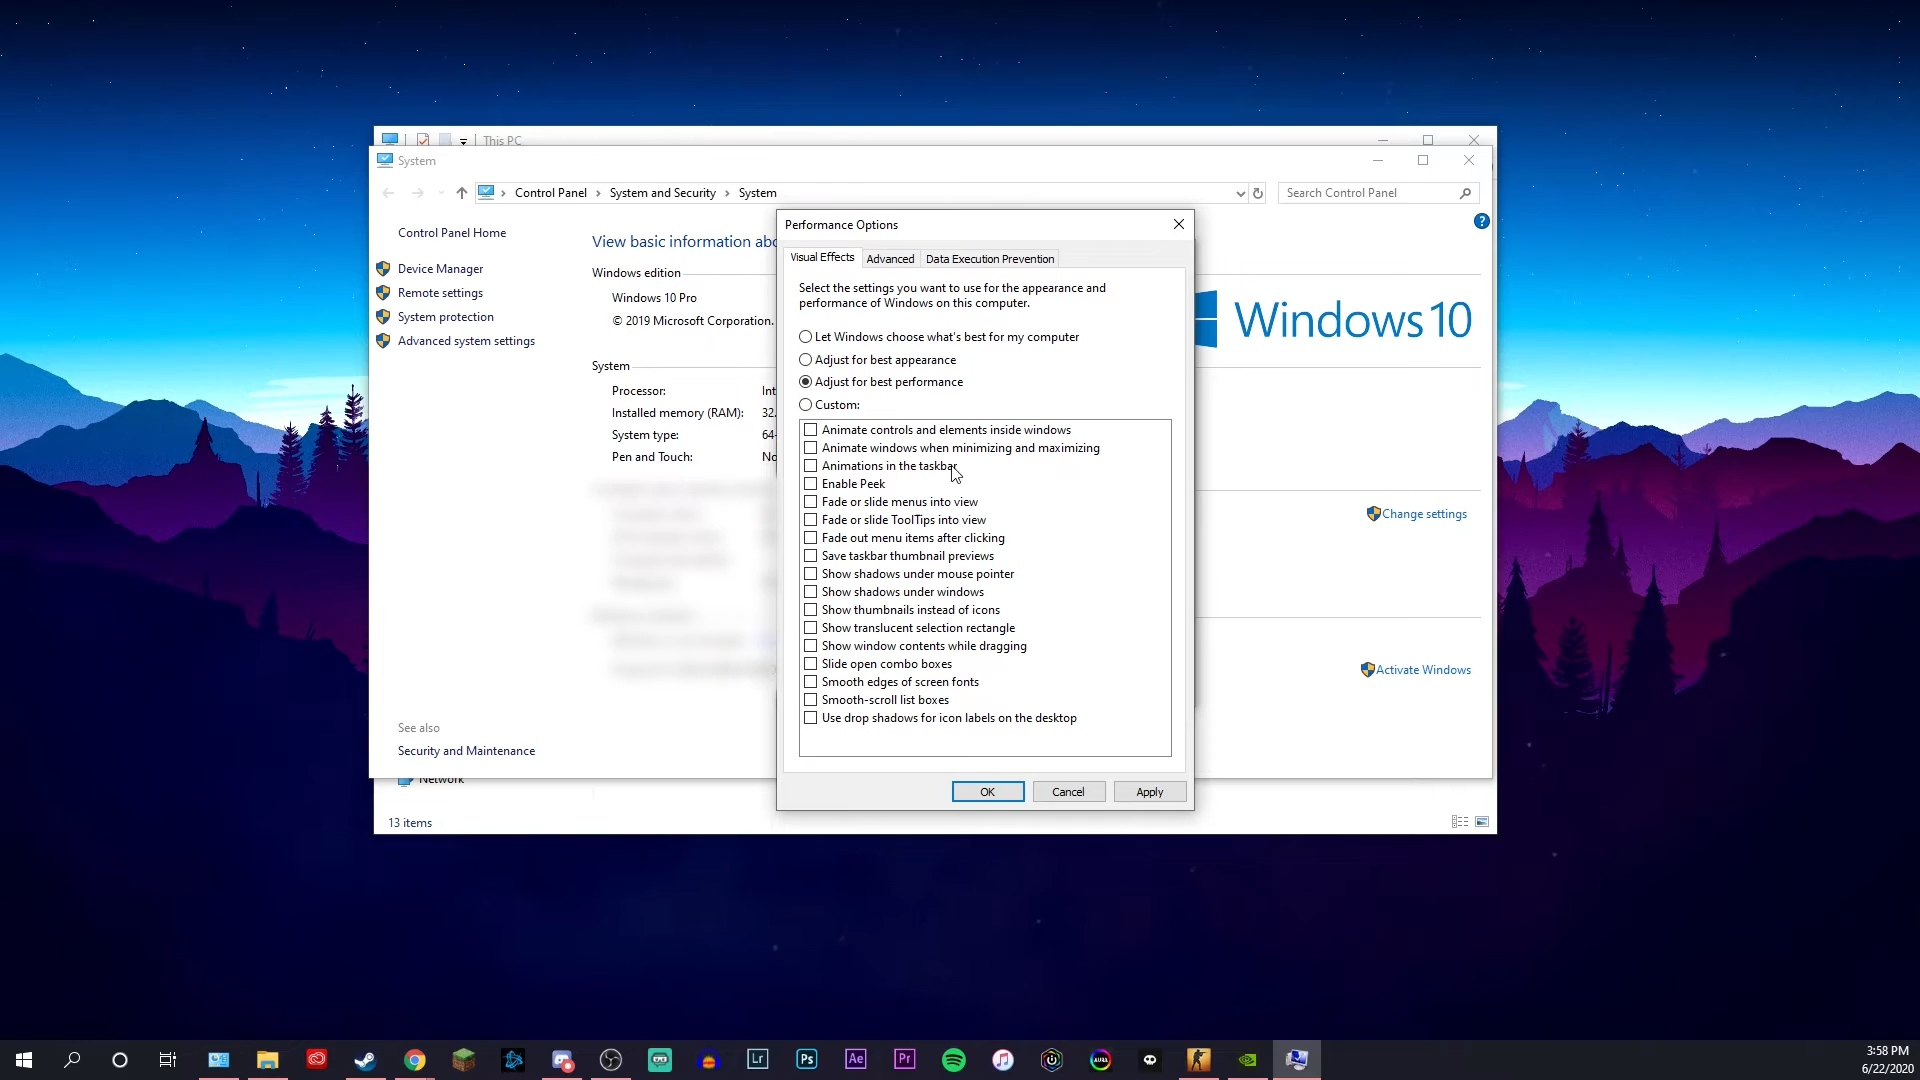 This PC
System
Control Panel
System and Security
System
Search Control Panel
Control Panel Home
Device Manager
Remote settings
System protection
Advanced system settings
See also
Security and Maintenance
Network
13 items
View basic information abo
Windows edition
Windows 10 Pro
© 2019 Microsoft Corporation.
System
Processor: Int
Installed memory (RAM): 32.
System type: 64-
Pen and Touch: No
Performance Options
Visual Effects
Advanced
Data Execution Prevention
Select the settings you want to use for the appearance and
performance of Windows on this computer.
Let Windows choose what's best for my computer
Adjust for best appearance
Adjust for best performance
Custom:
Animate controls and elements inside windows
Animate windows when minimizing and maximizing
Animations in the taskbar
Enable Peek
Fade or slide menus into view
Fade or slide ToolTips into view
Fade out menu items after clicking
Save taskbar thumbnail previews
Show shadows under mouse pointer
Show shadows under windows
Show thumbnails instead of icons
Show translucent selection rectangle
Show window contents while dragging
Slide open combo boxes
Smooth edges of screen fonts
Smooth-scroll list boxes
Use drop shadows for icon labels on the desktop
OK
Cancel
Apply
?
Windows 10
Change settings
Activate Windows
Lr
Ps
Ae
Pr
AURA
3:58 PM
6/22/2020